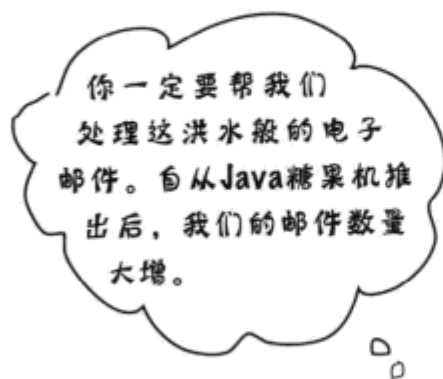 你一定要帮我们
处理这洪水般的电子
邮件。自从Java糖果机推
出后，我们的邮件数量
大增。